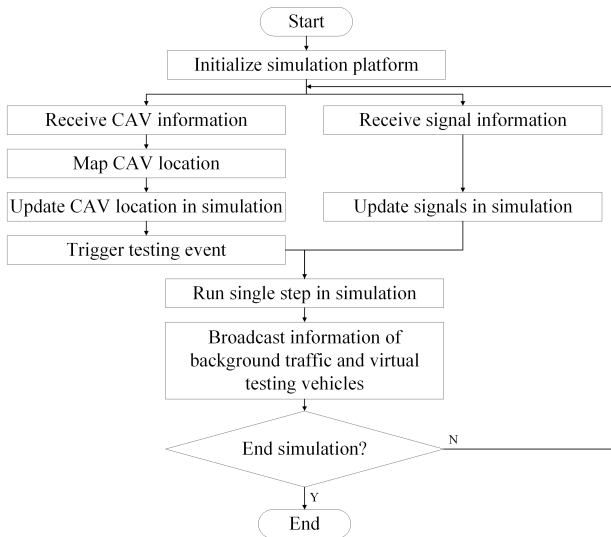 Start
Initialize simulation platform
Receive CAV information
Receive signal information
Map CAV location
Update CAV location in simulation
Update signals in simulation
Trigger testing event
Run single step in simulation
Broadcast information of
background traffic and virtual
testing vehicles
End simulation?
N
Y
End